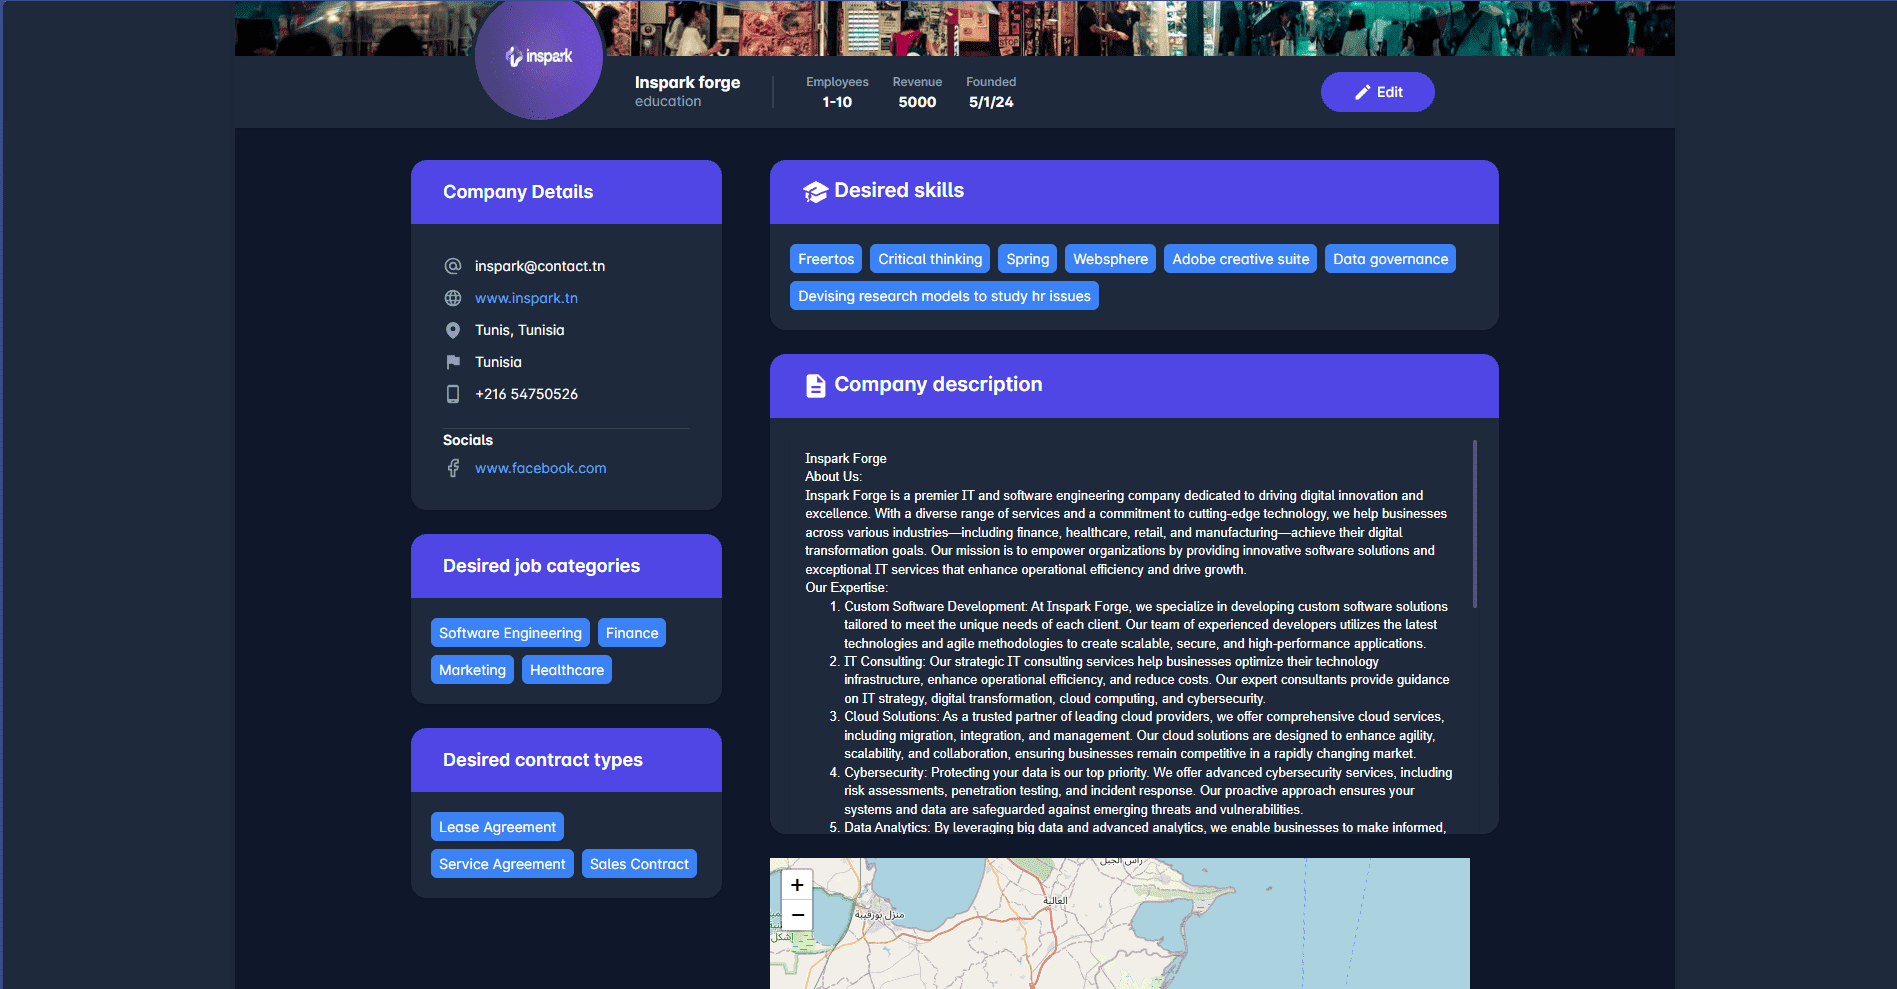 inspark
Inspark forge
education
Employees
1-10
Revenue
5000
Founded
5/1/24
Edit
Company Details
inspark@contact.tn
www.inspark.tn
Tunis, Tunisia
Tunisia
+216 54750526
Socials
www.facebook.com
Desired job categories
Software Engineering
Finance
Marketing
Healthcare
Desired contract types
Lease Agreement
Service Agreement
Sales Contract
Desired skills
Freertos
Critical thinking
Spring
Websphere
Adobe creative suite
Data governance
Devising research models to study hr issues
Company description
Inspark Forge
About Us:
Inspark Forge is a premier IT and software engineering company dedicated to driving digital innovation and
excellence. With a diverse range of services and a commitment to cutting-edge technology, we help businesses
across various industries—including finance, healthcare, retail, and manufacturing—achieve their digital
transformation goals. Our mission is to empower organizations by providing innovative software solutions and
exceptional IT services that enhance operational efficiency and drive growth.
Our Expertise:
1. Custom Software Development: At Inspark Forge, we specialize in developing custom software solutions
tailored to meet the unique needs of each client. Our team of experienced developers utilizes the latest
technologies and agile methodologies to create scalable, secure, and high-performance applications.
2. IT Consulting: Our strategic IT consulting services help businesses optimize their technology
infrastructure, enhance operational efficiency, and reduce costs. Our expert consultants provide guidance
on IT strategy, digital transformation, cloud computing, and cybersecurity.
3. Cloud Solutions: As a trusted partner of leading cloud providers, we offer comprehensive cloud services,
including migration, integration, and management. Our cloud solutions are designed to enhance agility,
scalability, and collaboration, ensuring businesses remain competitive in a rapidly changing market.
4. Cybersecurity: Protecting your data is our top priority. We offer advanced cybersecurity services, including
risk assessments, penetration testing, and incident response. Our proactive approach ensures your
systems and data are safeguarded against emerging threats and vulnerabilities.
5. Data Analytics: By leveraging big data and advanced analytics, we enable businesses to make informed,
راس الجبل
+
−
العالية
منزل بورقيبة
إشكل